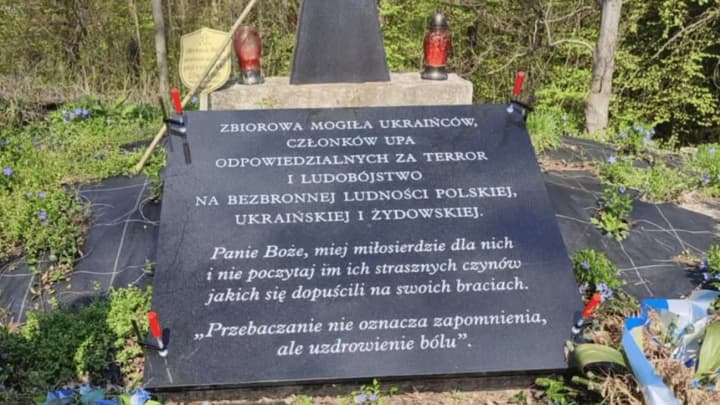 ZBIOROWA MOGIŁA UKRAIŃCÓW,
CZŁONKÓW UPA
ODPOWIEDZIALNYCH ZA TERROR
I LUDOBÓJSTWO
NA BEZBRONNEJ LUDNOŚCI POLSKIEJ,
UKRAIŃSKIEJ I ŻYDOWSKIEJ.
Panie Boże, miej miłosierdzie dla nich
i nie poczytaj im ich strasznych czynów
jakich się dopuścili na swoich braciach.
„Przebaczanie nie oznacza zapomnienia,
ale uzdrowienie bólu”.